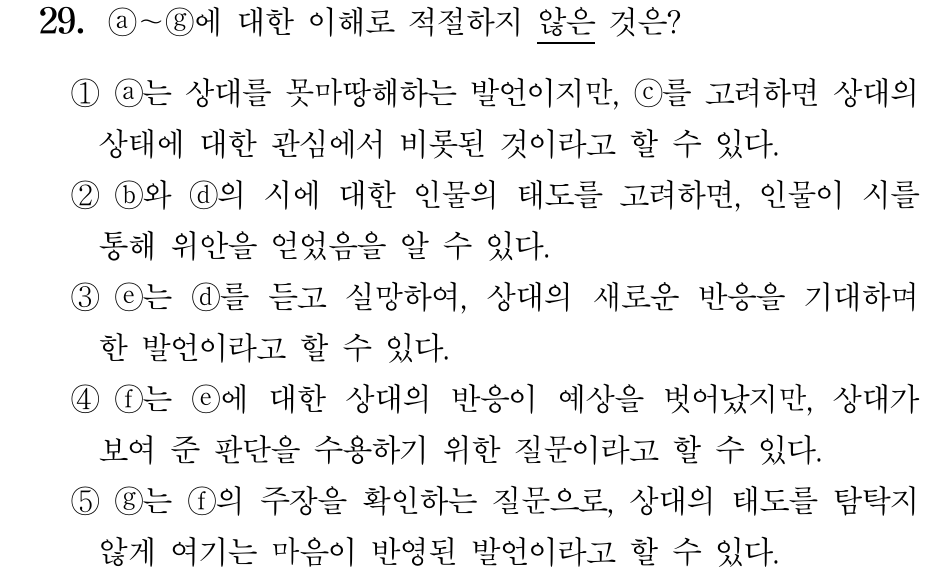 29. ⓐ~ⓖ에 대한 이해로 적절하지 않은 것은?
① ⓐ는 상대를 못마땅해하는 발언이지만, ⓒ를 고려하면 상대의
상태에 대한 관심에서 비롯된 것이라고 할 수 있다.
② ⓑ와 ⓓ의 시에 대한 인물의 태도를 고려하면, 인물이 시를
통해 위안을 얻었음을 알 수 있다.
③ ⓔ는 ⓓ를 듣고 실망하여, 상대의 새로운 반응을 기대하며
한 발언이라고 할 수 있다.
④ ⓕ는 ⓔ에 대한 상대의 반응이 예상을 벗어났지만, 상대가
보여 준 판단을 수용하기 위한 질문이라고 할 수 있다.
⑤ ⓖ는 ⓕ의 주장을 확인하는 질문으로, 상대의 태도를 탐탁지
않게 여기는 마음이 반영된 발언이라고 할 수 있다.